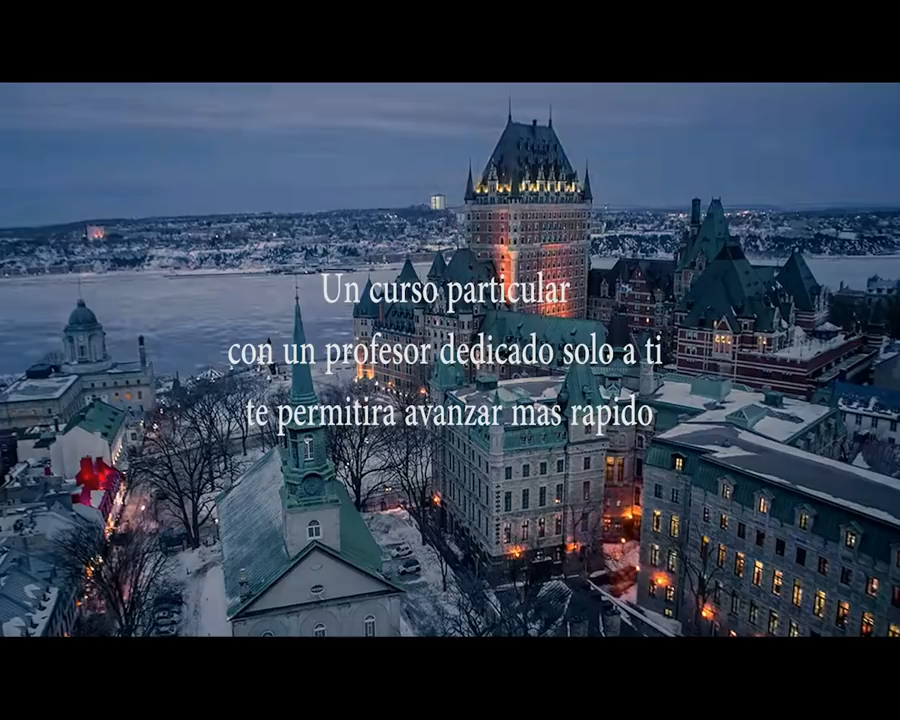 Un curso particular
con un profesor dedicado solo a ti
te permitira avanzar mas rapido